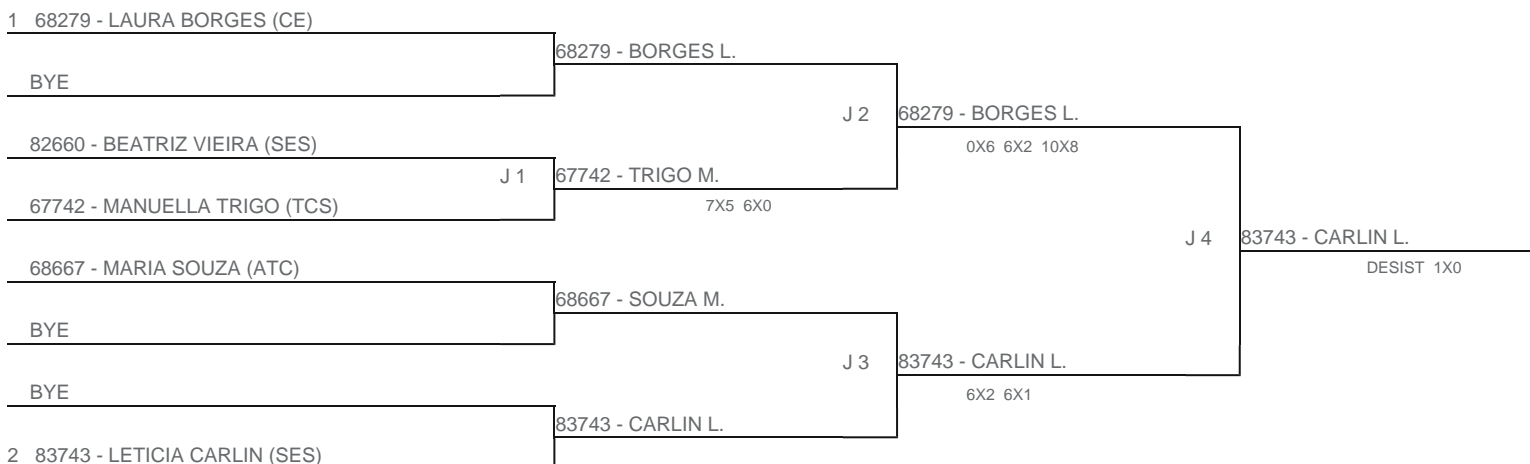 1 68279 - LAURA BORGES (CE)
68279 - BORGES L.
BYE
J 2
68279 - BORGES L.
0X6 6X2 10X8
82660 - BEATRIZ VIEIRA (SES)
J 1
67742 - TRIGO M.
7X5 6X0
67742 - MANUELLA TRIGO (TCS)
J 4
83743 - CARLIN L.
DESIST 1X0
68667 - MARIA SOUZA (ATC)
68667 - SOUZA M.
BYE
J 3
83743 - CARLIN L.
6X2 6X1
BYE
83743 - CARLIN L.
2 83743 - LETICIA CARLIN (SES)